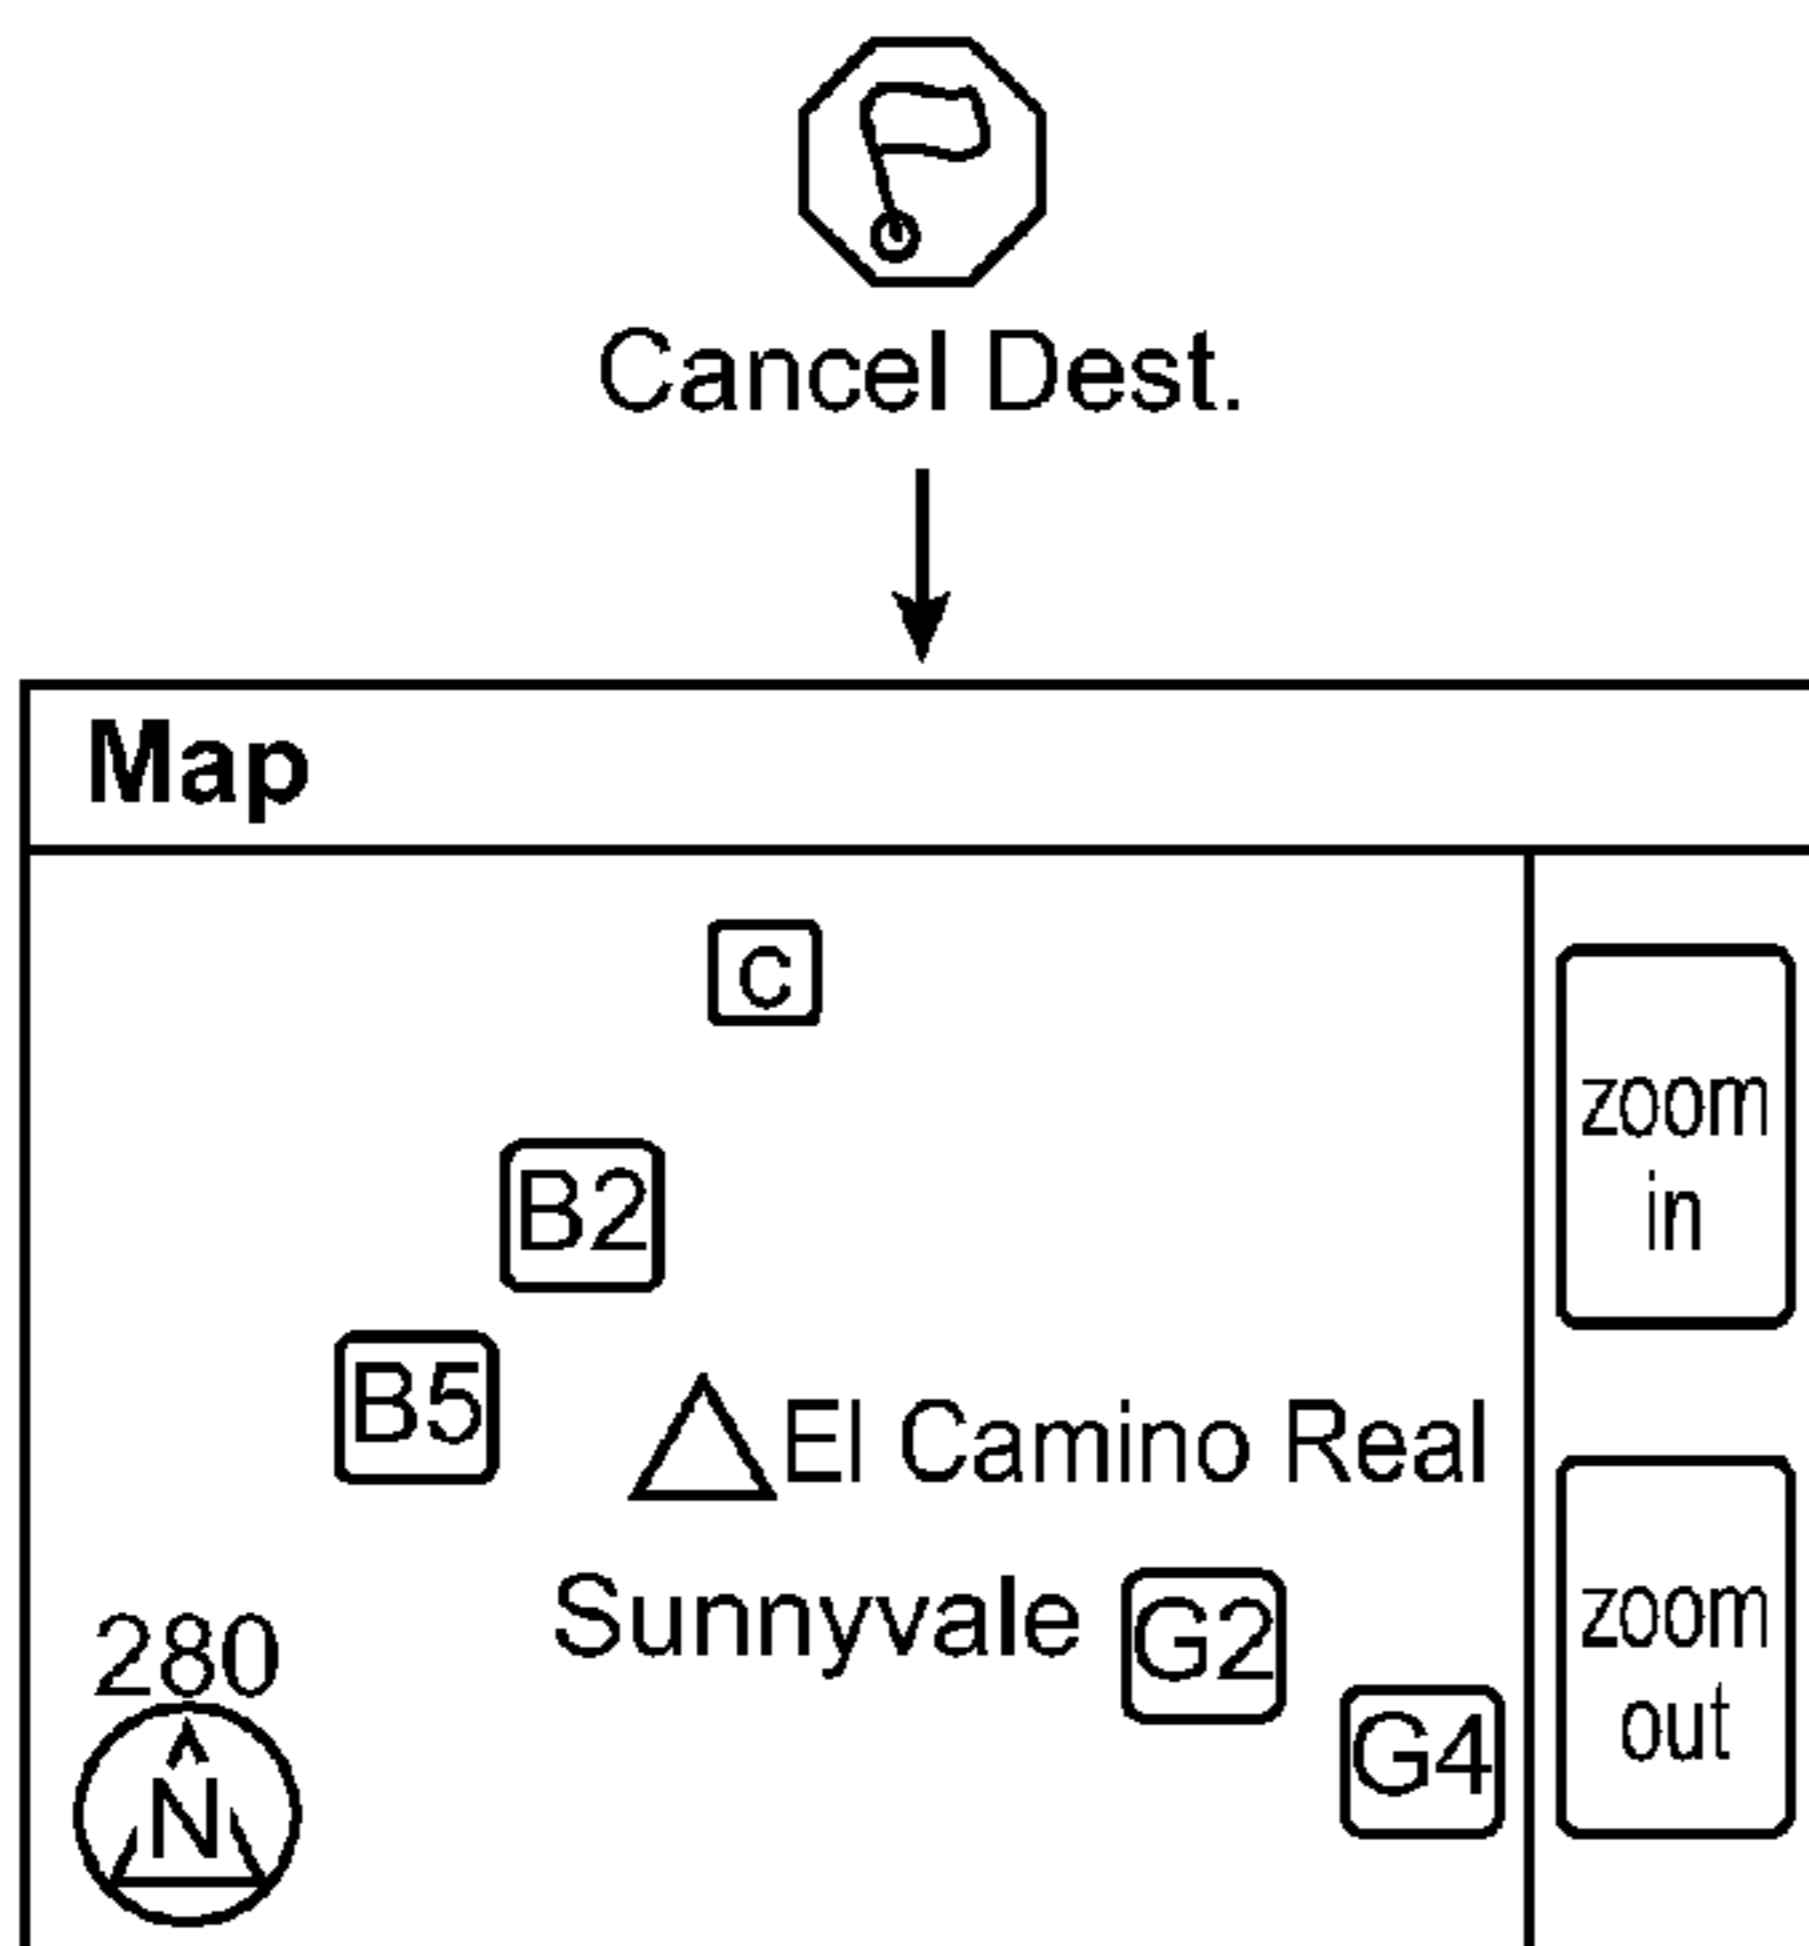 Cancel Dest.
Map
C
zoom
in
B2
B5
El Camino Real
Sunnyvale
G2
zoom
out
280
G4
N